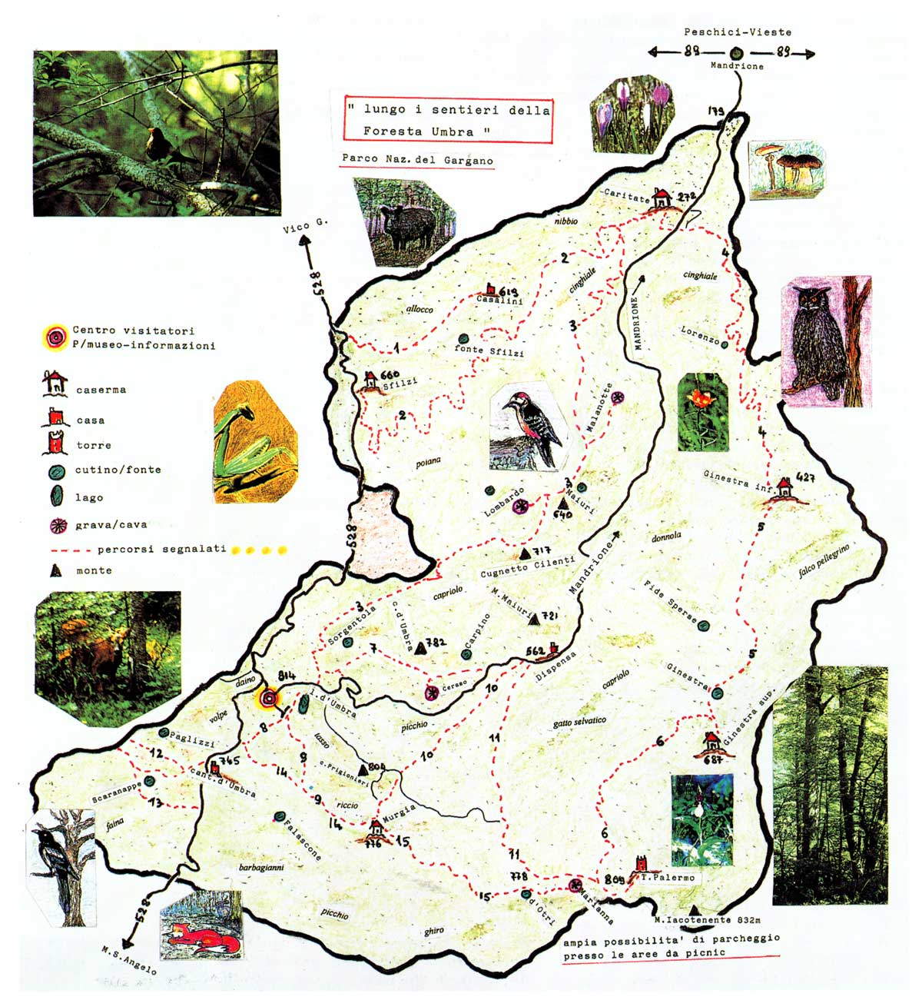 Peschici-Vieste
89 89
Mandrione
179
" lungo i sentieri della
Foresta Umbra "
Parco Naz. del Gargano
Caritate
272
nibbio
Vico G.
528
2
4
cinghiale
cinghiale
619
Casalini
allocco
3
MANDRIONE
1
fonte Sfilzi
Lorenzo
Centro visitatori
P/museo-informazioni
caserma
casa
torre
cutino/fonte
lago
grava/cava
percorsi segnalati
monte
660
Sfilzi
2
Malanotte
4
poiana
Ginestra inf.
427
3
Lombardo
Maiuri
640
5
528
donnola
717
Cugnetto Cilenti
Mandrione
falco pellegrino
capriolo
M. Maiuri
721
3
Sorgentola
c. d'Umbra
782
Carpino
Fide Sperse
7
562
Dispensa
5
daino
814
Ceraso
10
capriolo
Ginestra
l. d'Umbra
volpe
8
picchio
11
gatto selvatico
Ginestra sup.
Paglizzi
tasso
6
12
745
cant. d'Umbra
14
9
c. Prigionieri
804
10
687
Scaranappe
13
9
riccio
Murgia
faina
Falascone
14
776
15
6
barbagianni
11
778
809
T. Palermo
15
d'Otri
Marianna
picchio
528
M. Iacotenente 832m
ghiro
M.S. Angelo
ampia possibilita' di parcheggio
presso le aree da picnic